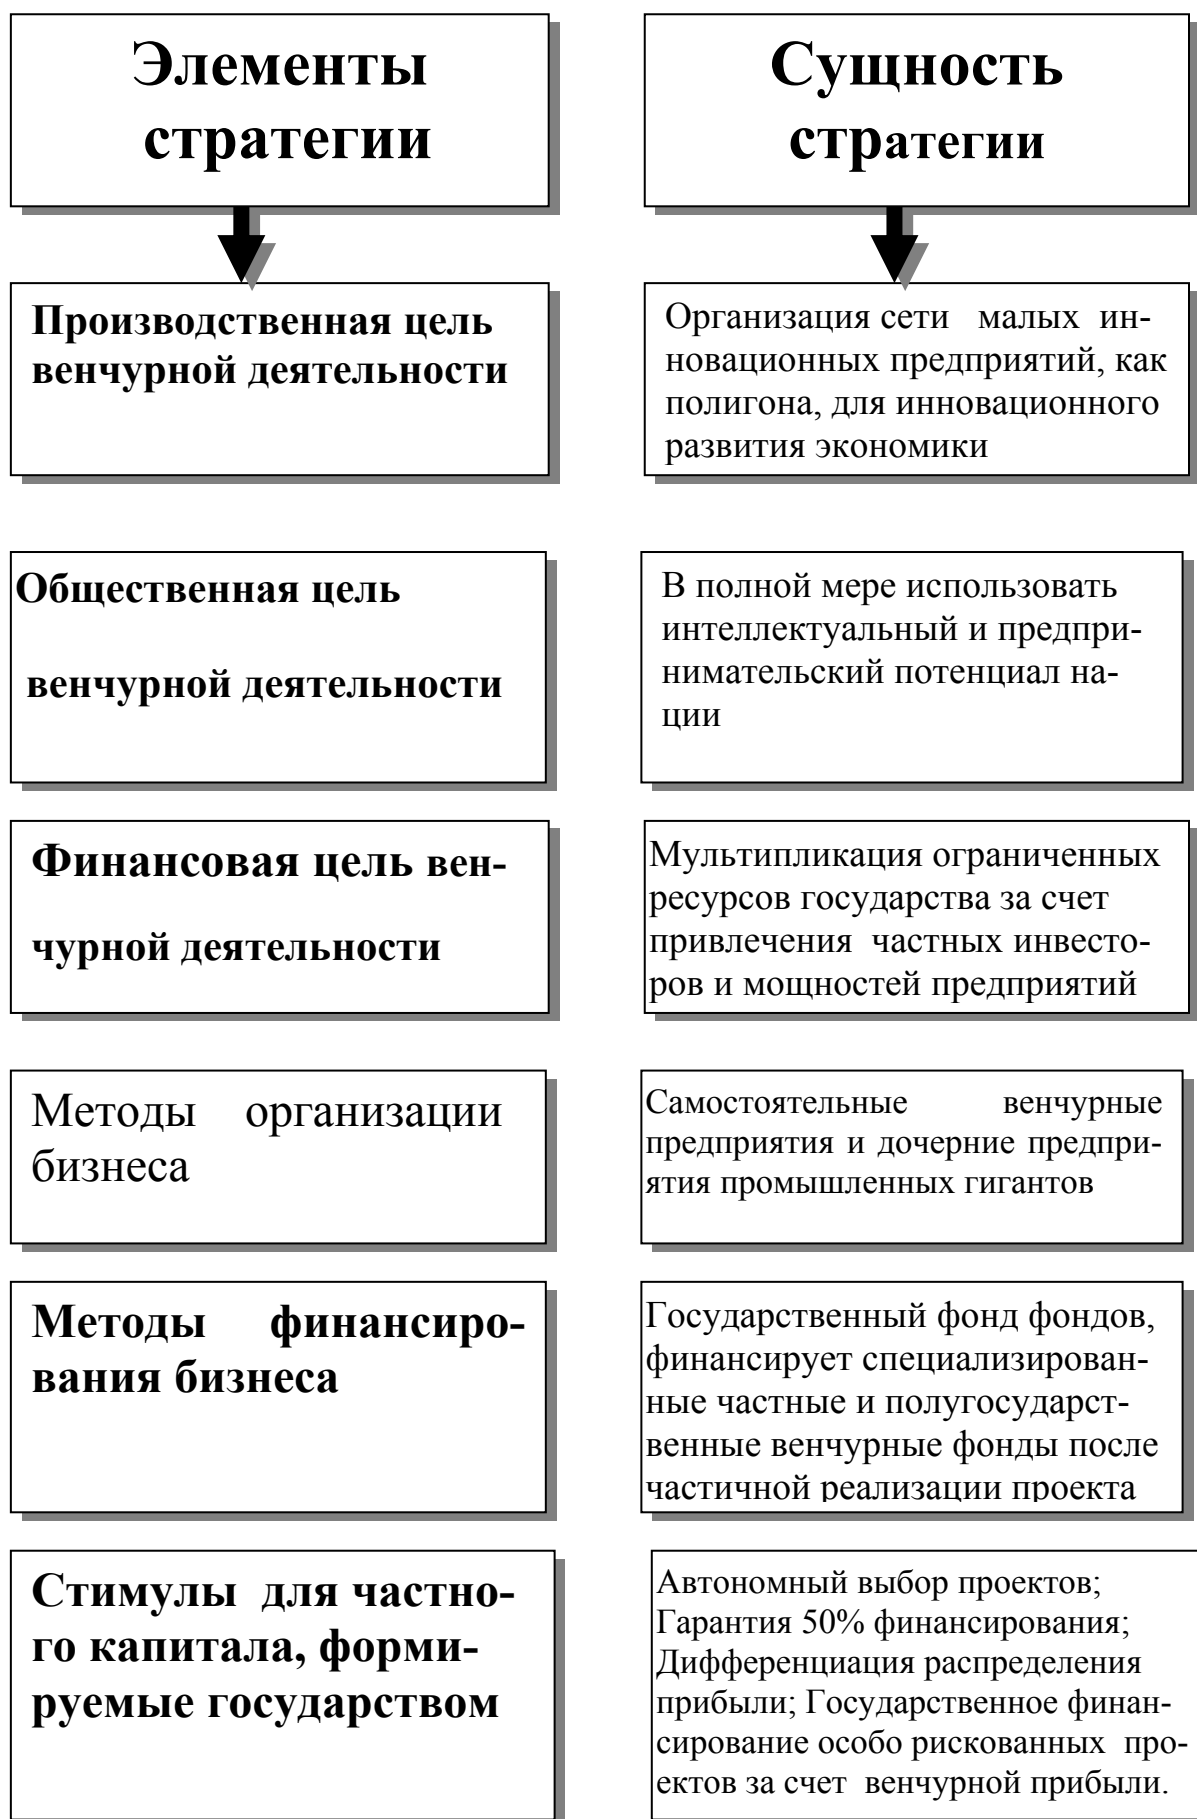 Элементы
стратегии
Сущность
стратегии
Производственная цель
венчурной деятельности
Организация сети малых ин-
новационных предприятий, как
полигона, для инновационного
развития экономики
Общественная цель
венчурной деятельности
В полной мере использовать
интеллектуальный и предпри-
нимательский потенциал на-
ции
Финансовая цель вен-
чурной деятельности
Мультипликация ограниченных
ресурсов государства за счет
привлечения частных инвесто-
ров и мощностей предприятий
Методы организации
бизнеса
Самостоятельные венчурные
предприятия и дочерние предпри-
ятия промышленных гигантов
Методы финансиро-
вания бизнеса
Государственный фонд фондов,
финансирует специализирован-
ные частные и полугосударст-
венные венчурные фонды после
частичной реализации проекта
Стимулы для частно-
го капитала, форми-
руемые государством
Автономный выбор проектов;
Гарантия 50% финансирования;
Дифференциация распределения
прибыли; Государственное финан-
сирование особо рискованных про-
ектов за счет венчурной прибыли.